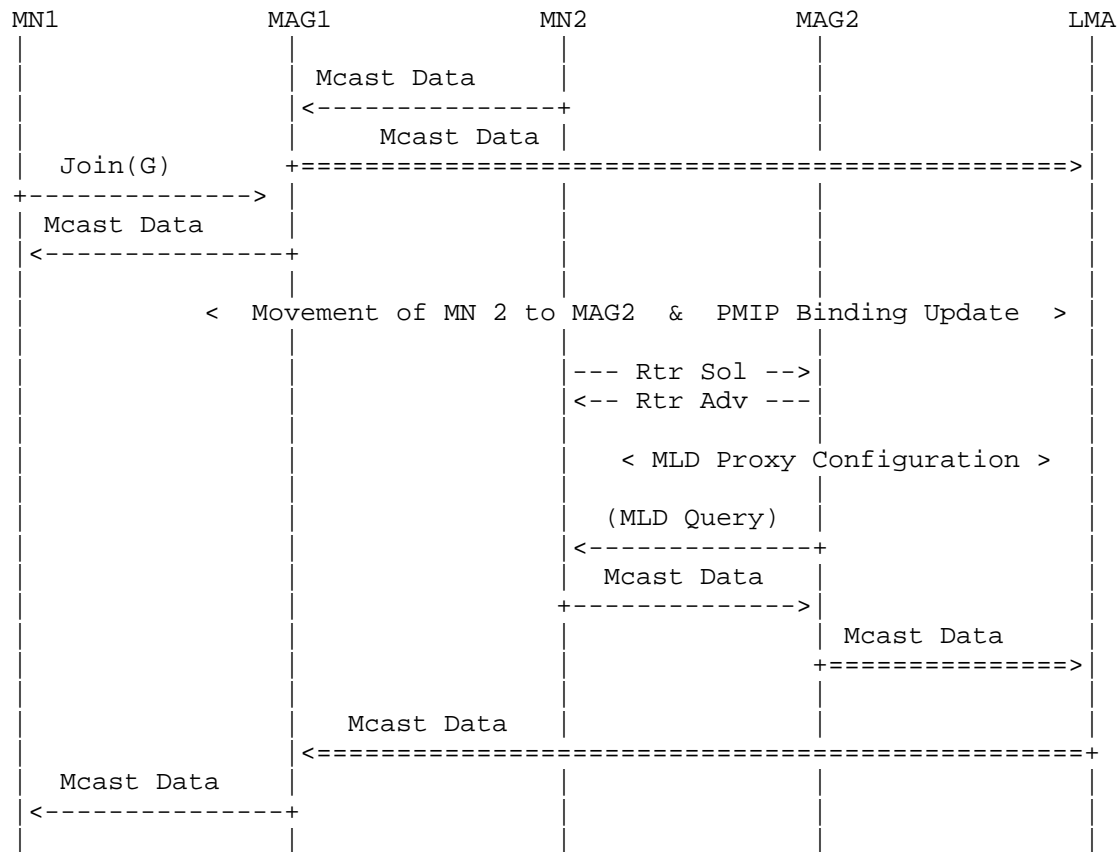 MN1 MAG1 MN2 MAG2 LMA
Mcast Data
Mcast Data
Join(G)
Mcast Data
< Movement of MN 2 to MAG2 & PMIP Binding Update >
--- Rtr Sol -->
<-- Rtr Adv ---
< MLD Proxy Configuration >
(MLD Query)
Mcast Data
Mcast Data
Mcast Data
Mcast Data